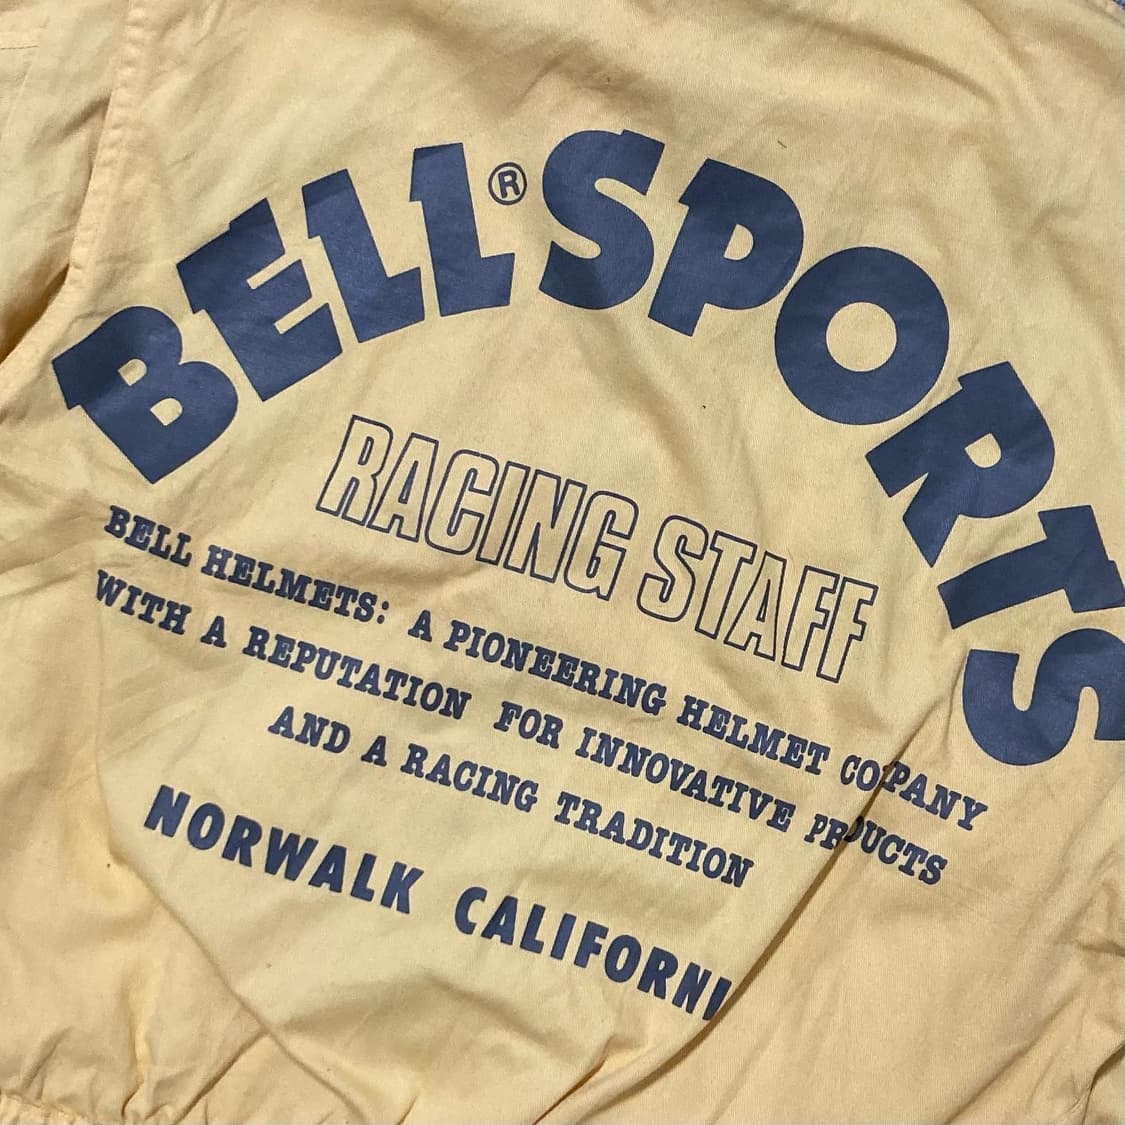 BELL® SPORTS
RACING STAFF
BELL HELMETS: A PIONEERING HELMET COMPANY
WITH A REPUTATION FOR INNOVATIVE PRODUCTS
AND A RACING TRADITION
NORWALK CALIFORNI